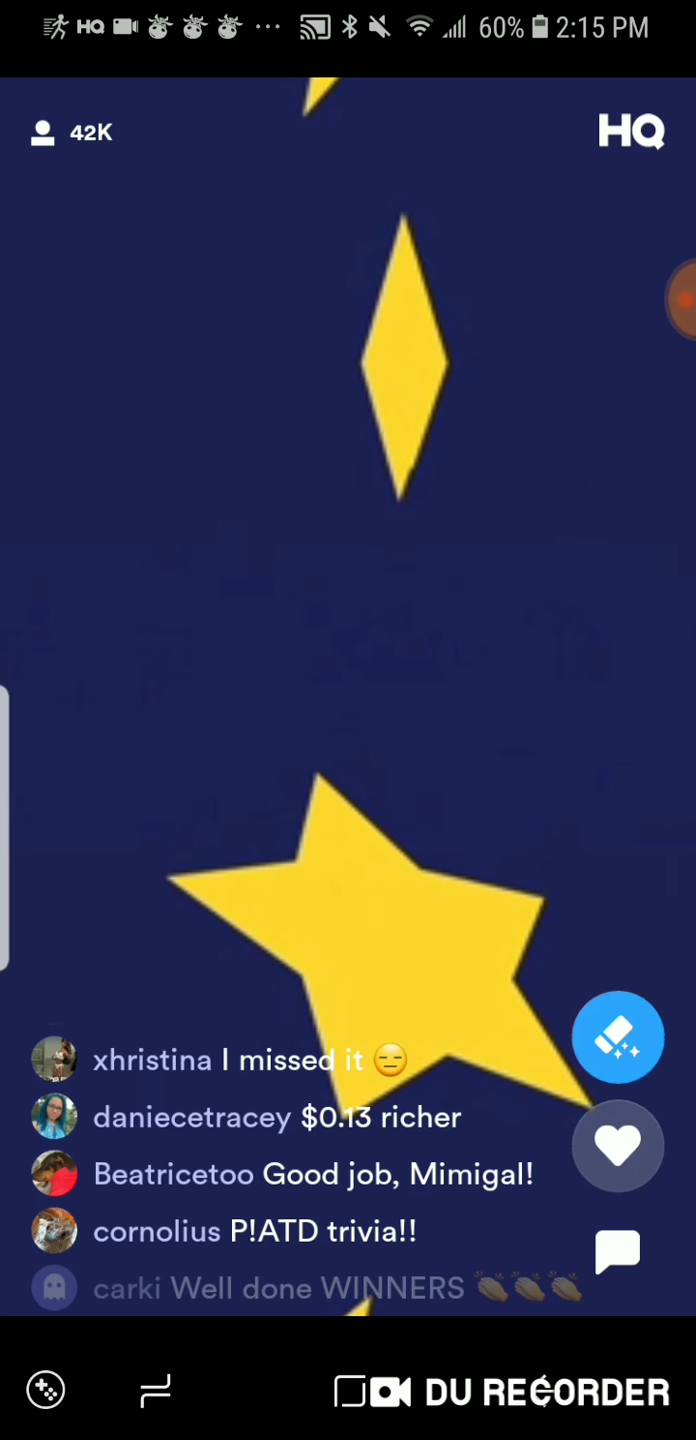 HQ ... 60% 2:15 PM
42K HQ
xhristina I missed it 😑
daniecetracey $0.13 richer
Beatricetoo Good job, Mimigal!
cornolius P!ATD trivia!!
carki Well done WINNERS 👏👏👏
DU RECORDER